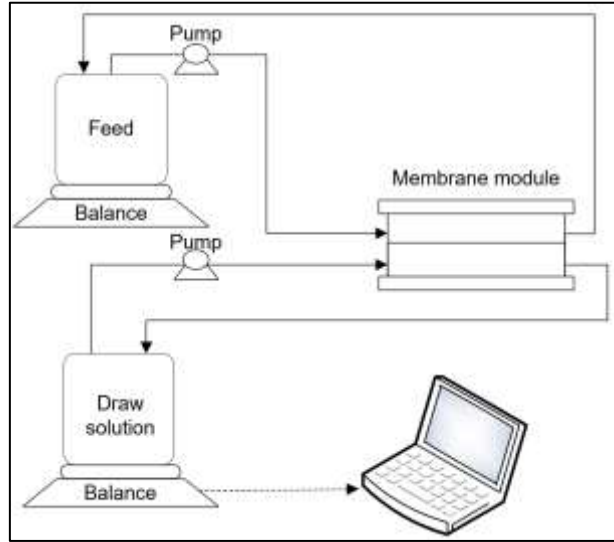 Pump
Feed
Membrane module
Balance
Pump
Draw
solution
Balance